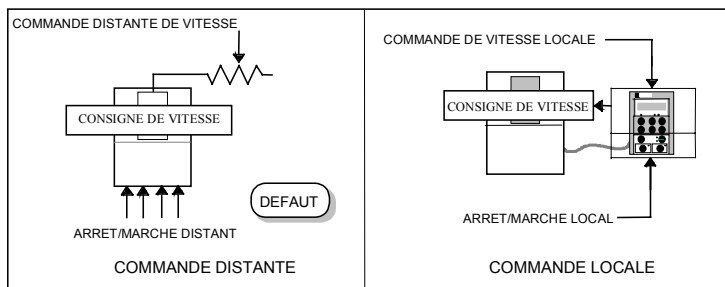 COMMANDE DISTANTE DE VITESSE
CONSIGNE DE VITESSE
DEFAUT
ARRET/MARCHE DISTANT
COMMANDE DISTANTE
COMMANDE DE VITESSE LOCALE
CONSIGNE DE VITESSE
ARRET/MARCHE LOCAL
COMMANDE LOCALE